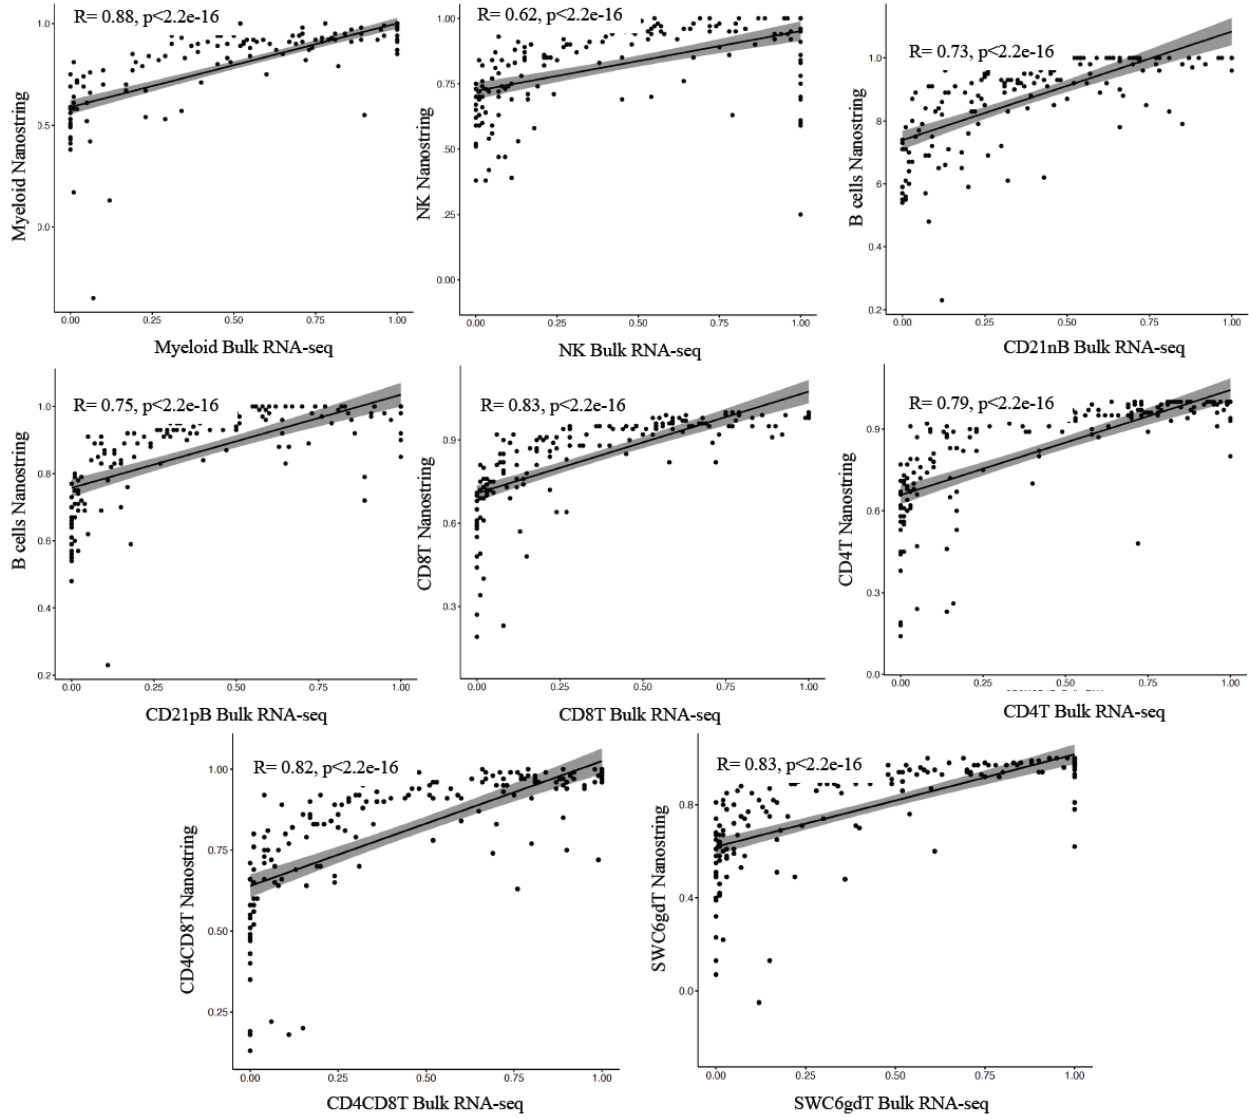 R= 0.88, p<2.2e-16
1.0
0.5
0.0
Myeloid Nanostring
0.00 0.25 0.50 0.75 1.00
Myeloid Bulk RNA-seq
R= 0.62, p<2.2e-16
1.00
0.75
0.50
.25
0.00
NK Nanostring
0.00 0.25 0.50 0.75 1.00
NK Bulk RNA-seq
R= 0.73, p<2.2e-16
1.0
0.8
.6
0.4
0.2
B cells Nanostring
0.00 0.25 0.50 0.75 1.00
CD21nB Bulk RNA-seq
R= 0.75, p<2.2e-16
1.0
0.8
0.6
0.4
0.2
B cells Nanostring
0.00 0.25 0.50 0.75 1.00
CD21pB Bulk RNA-seq
R= 0.83, p<2.2e-16
0.9
0.6
0.3
CD8T Nanostring
0.00 0.25 0.50 0.75 1.00
CD8T Bulk RNA-seq
R= 0.79, p<2.2e-16
0.9
0.6
0.3
0.0
CD4T Nanostring
0.00 0.25 0.50 0.75 1.00
CD4T Bulk RNA-seq
R= 0.82, p<2.2e-16
1.00
0.75
0.50
0.25
CD4CD8T Nanostring
0.00 0.25 0.50 0.75 1.00
CD4CD8T Bulk RNA-seq
R= 0.83, p<2.2e-16
0.8
0.4
0.0
SWC6gdT Nanostring
0.00 0.25 0.50 0.75 1.00
SWC6gdT Bulk RNA-seq